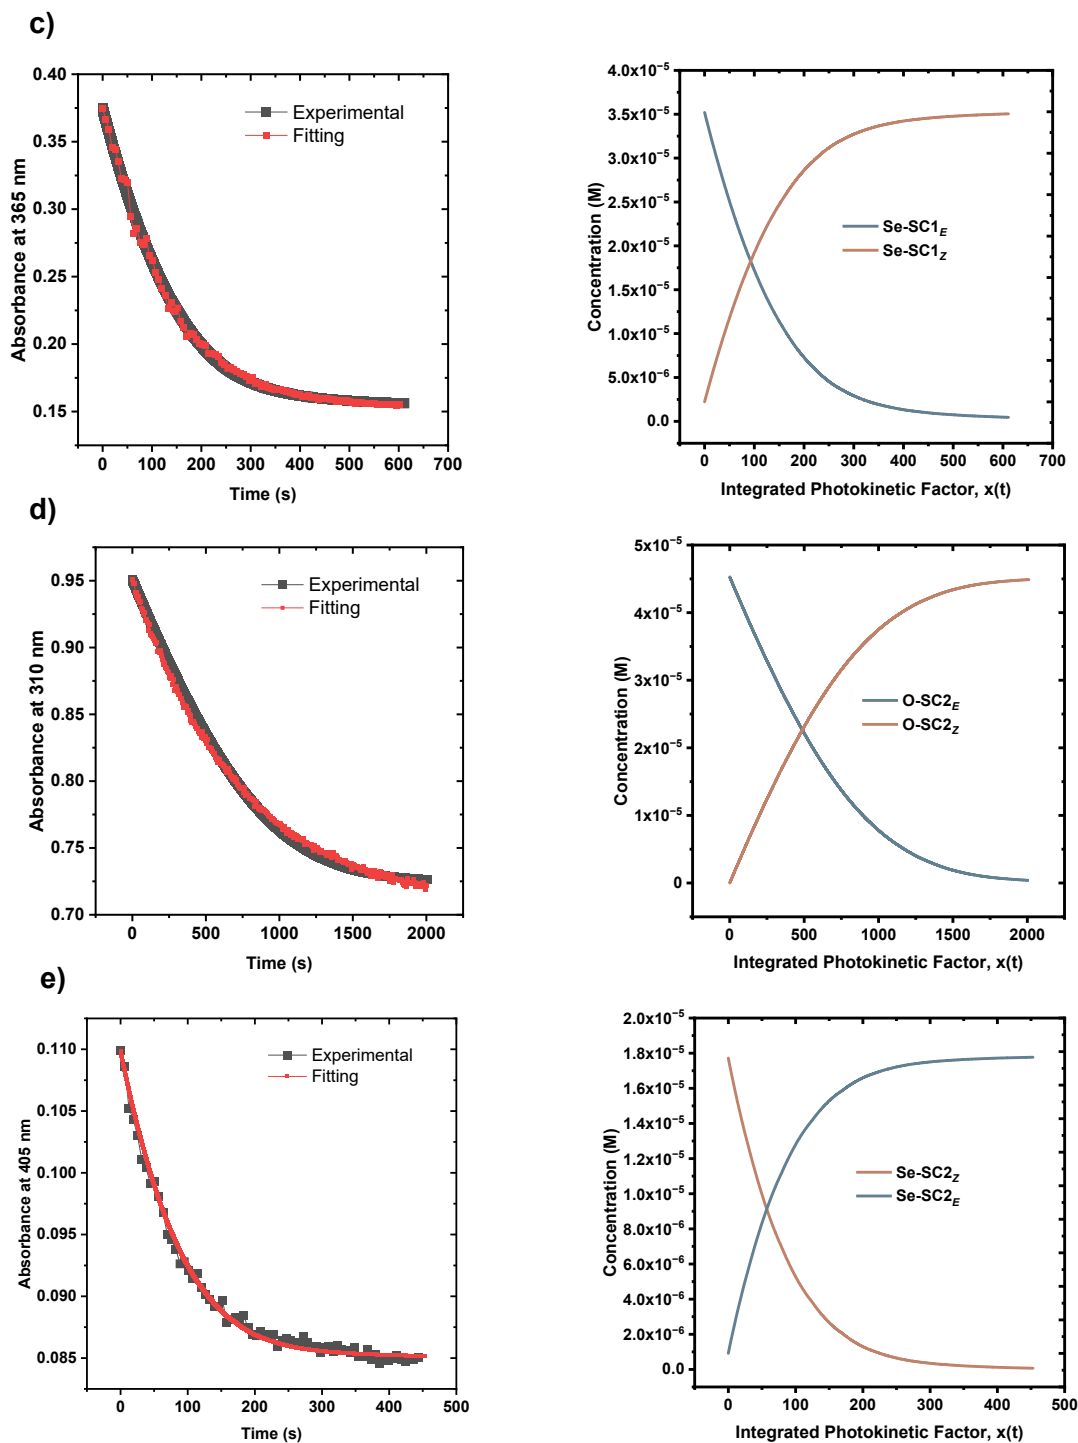 c)
0.40
0.35
0.30
0.25
0.20
0.15
Absorbance at 365 nm
Experimental
Fitting
0 100 200 300 400 500 600 700
Time (s)
4.0x10⁻⁵
3.5x10⁻⁵
3.0x10⁻⁵
2.5x10⁻⁵
2.0x10⁻⁵
1.5x10⁻⁵
1.0x10⁻⁵
5.0x10⁻⁶
0.0
Concentration (M)
Se-SC1E
Se-SC1Z
0 100 200 300 400 500 600 700
Integrated Photokinetic Factor, x(t)
d)
0.95
0.90
0.85
0.80
0.75
0.70
Absorbance at 310 nm
Experimental
Fitting
0 500 1000 1500 2000
Time (s)
5x10⁻⁵
4x10⁻⁵
3x10⁻⁵
2x10⁻⁵
1x10⁻⁵
0
Concentration (M)
O-SC2E
O-SC2Z
0 500 1000 1500 2000
Integrated Photokinetic Factor, x(t)
e)
0.110
0.105
0.100
0.095
0.090
0.085
Absorbance at 405 nm
Experimental
Fitting
0 100 200 300 400 500
Time (s)
2.0x10⁻⁵
1.8x10⁻⁵
1.6x10⁻⁵
1.4x10⁻⁵
1.2x10⁻⁵
1.0x10⁻⁵
8.0x10⁻⁶
6.0x10⁻⁶
4.0x10⁻⁶
2.0x10⁻⁶
0.0
Concentration (M)
Se-SC2Z
Se-SC2E
0 100 200 300 400 500
Integrated Photokinetic Factor, x(t)